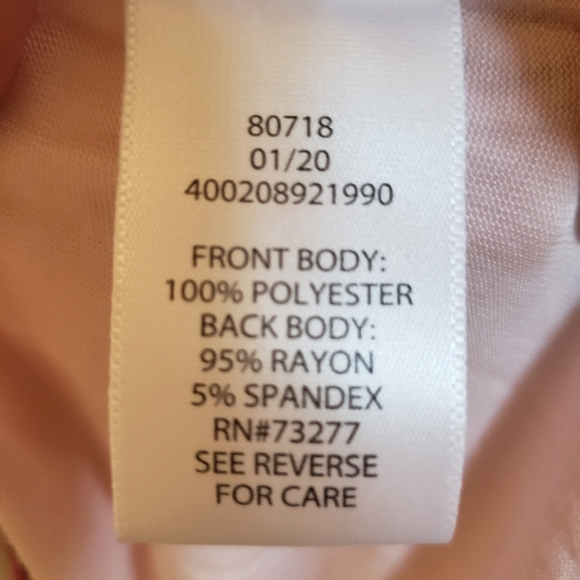 80718
01/20
400208921990
FRONT BODY:
100% POLYESTER
BACK BODY:
95% RAYON
5% SPANDEX
RN#73277
SEE REVERSE
FOR CARE